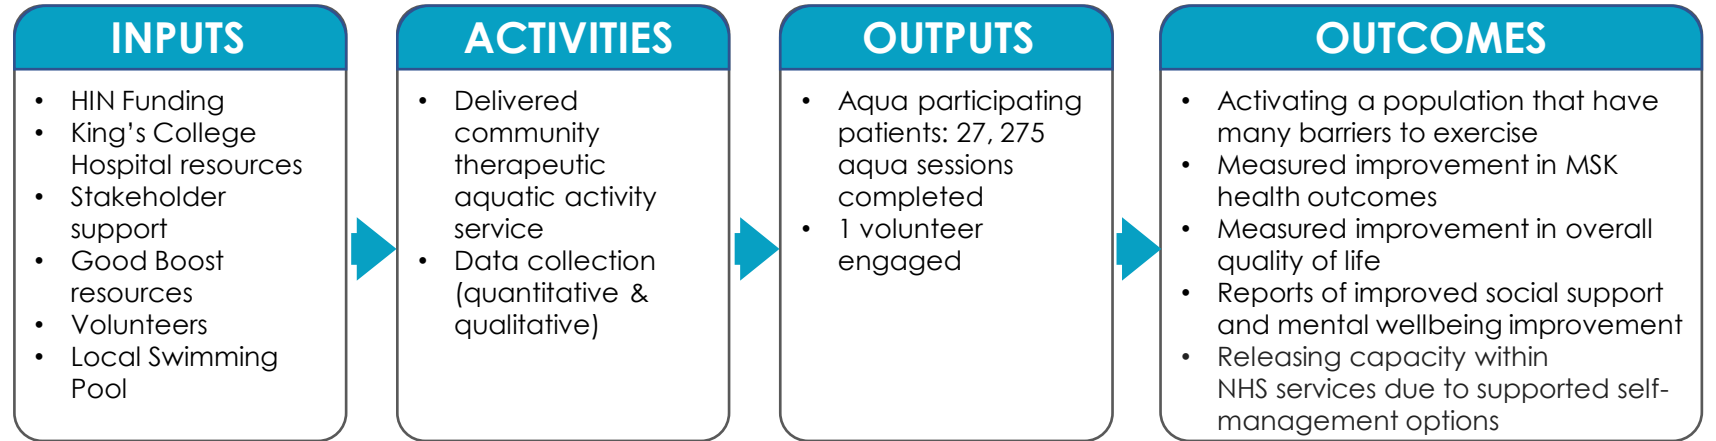 INPUTS
• HIN Funding
• King's College
Hospital resources
• Stakeholder
support
• Good Boost
resources
• Volunteers
• Local Swimming
Pool
ACTIVITIES
• Delivered
community
therapeutic
aquatic activity
service
• Data collection
(quantitative &
qualitative)
OUTPUTS
• Aqua participating
patients: 27, 275
aqua sessions
completed
• 1 volunteer
engaged
OUTCOMES
• Activating a population that have
many barriers to exercise
• Measured improvement in MSK
health outcomes
• Measured improvement in overall
quality of life
• Reports of improved social support
and mental wellbeing improvement
• Releasing capacity within
NHS services due to supported self-
management options